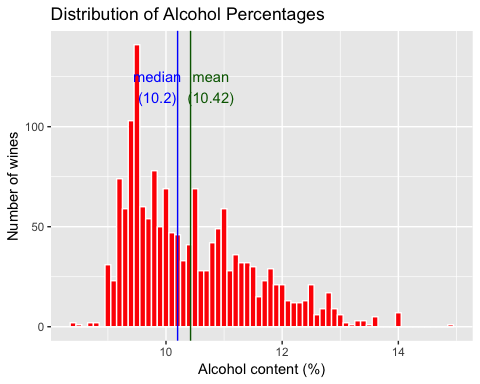 Distribution of Alcohol Percentages
median mean
(10.2) (10.42)
100
50
0
Number of wines
10 12 14
Alcohol content (%)